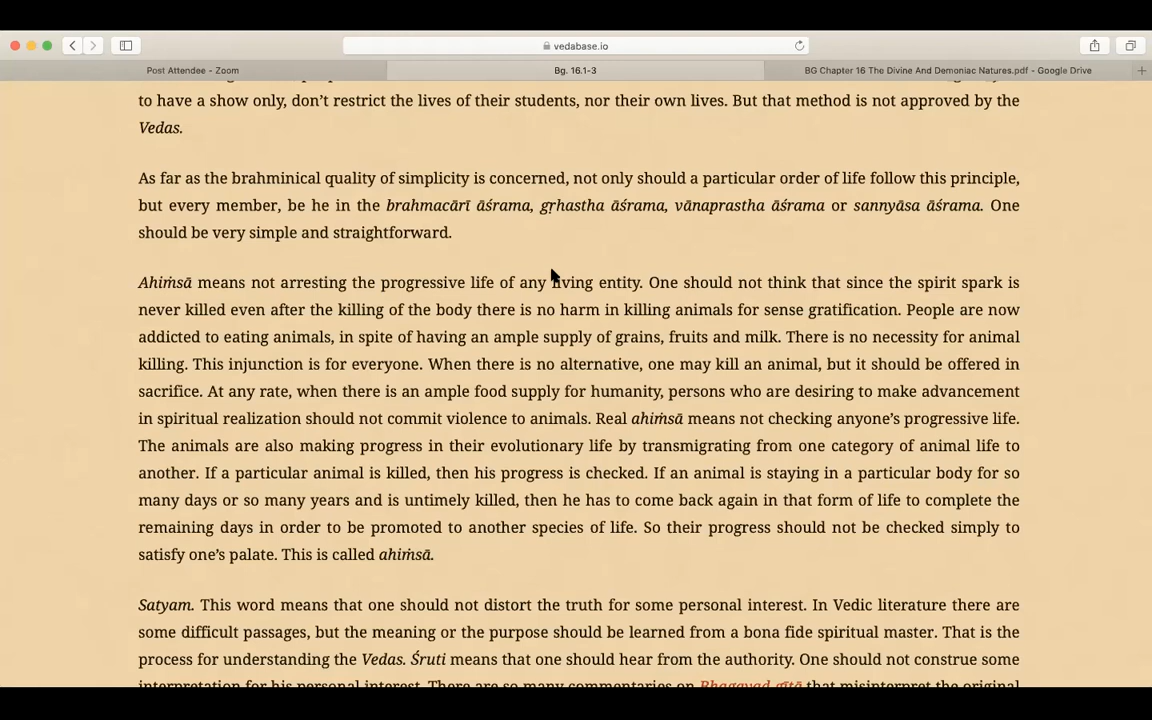 vedabase.io
Post Attendee – Zoom
Bg. 16.1-3
BG Chapter 16 The Divine And Demoniac Natures.pdf - Google Drive
to have a show only, don’t restrict the lives of their students, nor their own lives. But that method is not approved by the
Vedas.
As far as the brahminical quality of simplicity is concerned, not only should a particular order of life follow this principle,
but every member, be he in the brahmacārī āśrama, gṛhastha āśrama, vānaprastha āśrama or sannyāsa āśrama. One
should be very simple and straightforward.
Ahiṁsā means not arresting the progressive life of any living entity. One should not think that since the spirit spark is
never killed even after the killing of the body there is no harm in killing animals for sense gratification. People are now
addicted to eating animals, in spite of having an ample supply of grains, fruits and milk. There is no necessity for animal
killing. This injunction is for everyone. When there is no alternative, one may kill an animal, but it should be offered in
sacrifice. At any rate, when there is an ample food supply for humanity, persons who are desiring to make advancement
in spiritual realization should not commit violence to animals. Real ahiṁsā means not checking anyone’s progressive life.
The animals are also making progress in their evolutionary life by transmigrating from one category of animal life to
another. If a particular animal is killed, then his progress is checked. If an animal is staying in a particular body for so
many days or so many years and is untimely killed, then he has to come back again in that form of life to complete the
remaining days in order to be promoted to another species of life. So their progress should not be checked simply to
satisfy one’s palate. This is called ahiṁsā.
Satyam. This word means that one should not distort the truth for some personal interest. In Vedic literature there are
some difficult passages, but the meaning or the purpose should be learned from a bona fide spiritual master. That is the
process for understanding the Vedas. Śruti means that one should hear from the authority. One should not construe some
interpretation for his personal interest. There are so many commentaries on Bhagavad-gītā that misinterpret the original